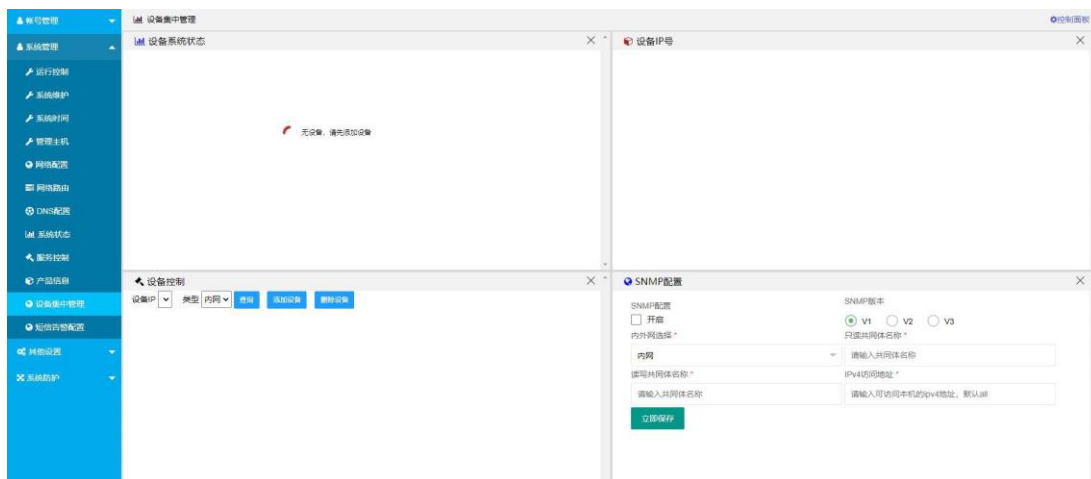 帐号管理
系统管理
运行控制
系统维护
系统时间
管理主机
网络配置
网络路由
DNS配置
系统状态
服务控制
产品信息
设备集中管理
短信告警配置
其他设置
系统防护
设备集中管理
控制面板
设备系统状态
无设备，请先添加设备
设备IP号
设备控制
设备IP 类型 内网 查询 添加设备 删除设备
SNMP配置
SNMP配置
开启
SNMP版本
V1 V2 V3
内外网选择 *
内网
只读共同体名称 *
请输入共同体名称
读写共同体名称 *
请输入共同体名称
IPv4访问地址 *
请输入可访问本机的ipv4地址，默认all
立即保存